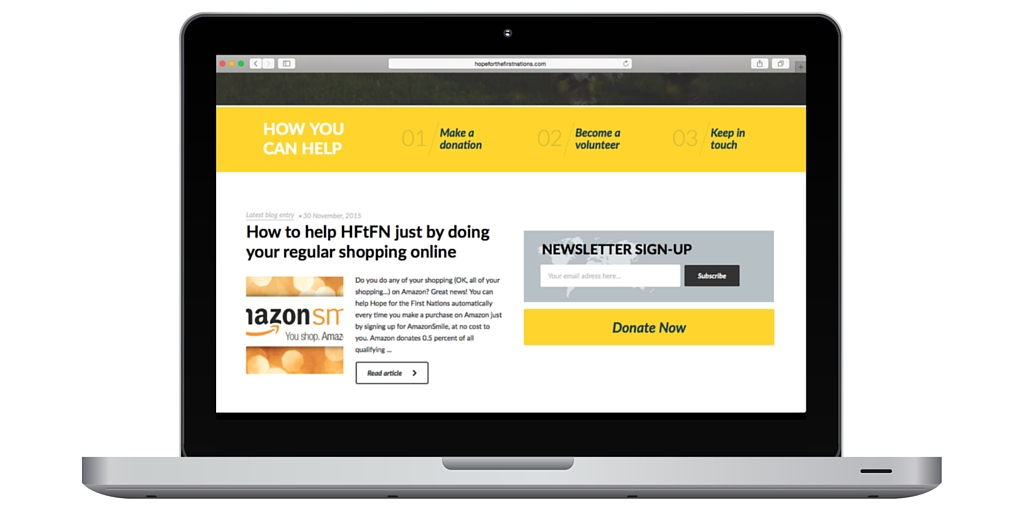 hopeforthefirstnations.com
HOW YOU
CAN HELP
01 Make a
donation
02 Become a
volunteer
03 Keep in
touch
Latest blog entry • 30 November, 2015
How to help HFtFN just by doing
your regular shopping online
mazon sm
You shop. Amaz
Do you do any of your shopping (OK, all of your
shopping...) on Amazon? Great news! You can
help Hope for the First Nations automatically
every time you make a purchase on Amazon just
by signing up for AmazonSmile, at no cost to
you. Amazon donates 0.5 percent of all
qualifying ...
Read article
NEWSLETTER SIGN-UP
Your email adress here...
Subscribe
Donate Now